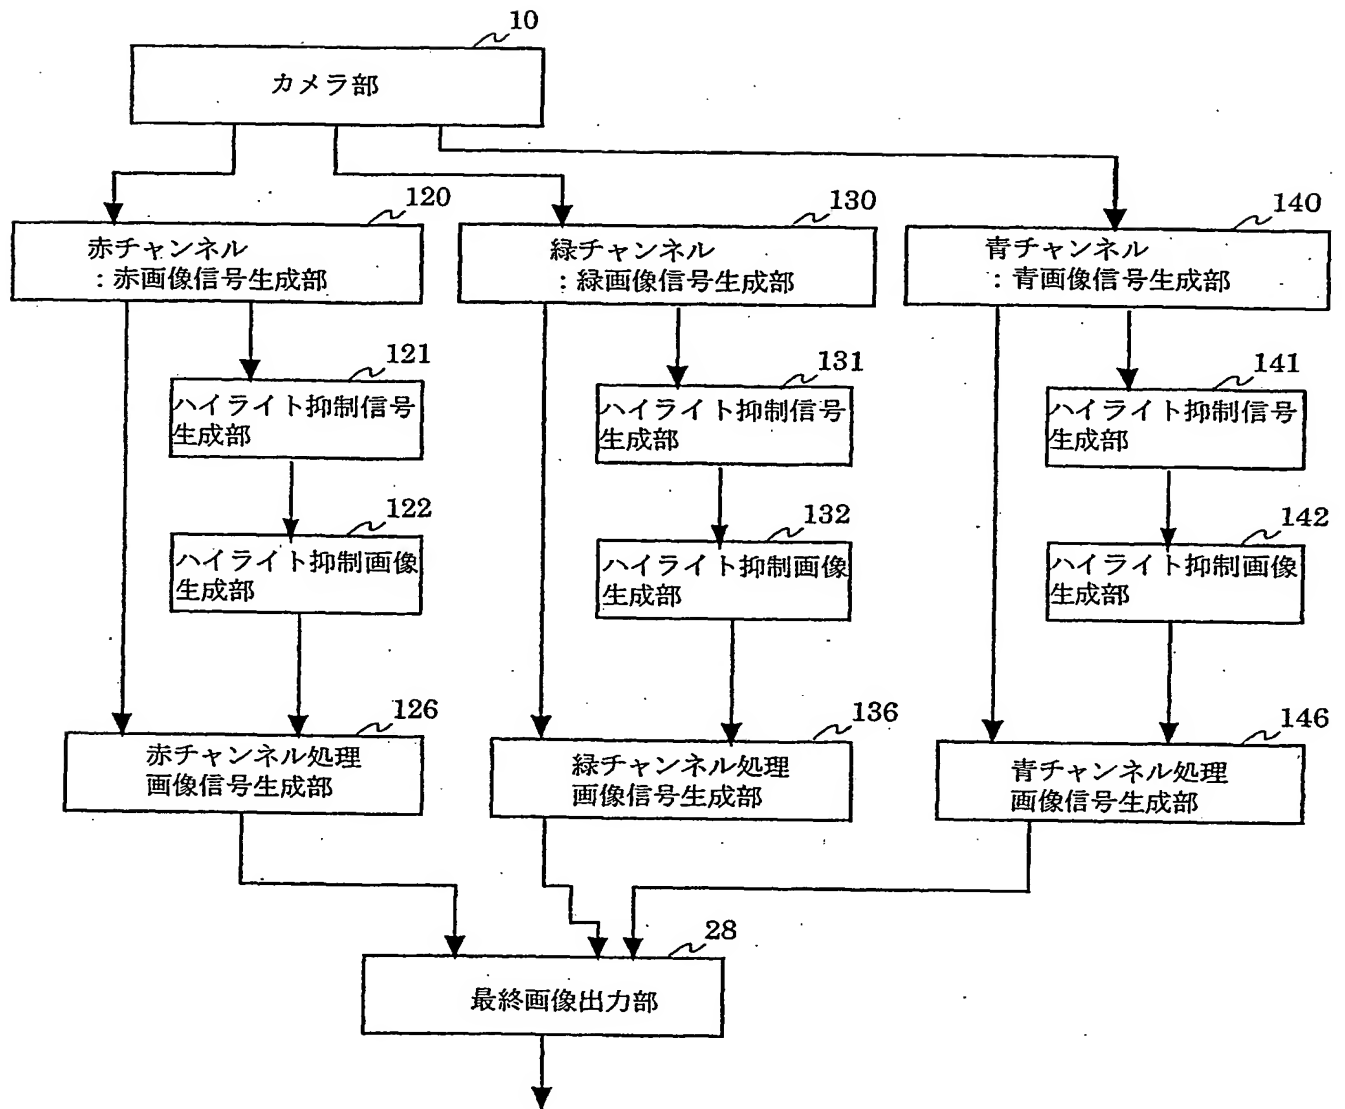 10
カメラ部
120
赤チャンネル
：赤画像信号生成部
130
緑チャンネル
：緑画像信号生成部
140
青チャンネル
：青画像信号生成部
121
ハイライト抑制信号
生成部
131
ハイライト抑制信号
生成部
141
ハイライト抑制信号
生成部
122
ハイライト抑制画像
生成部
132
ハイライト抑制画像
生成部
142
ハイライト抑制画像
生成部
126
赤チャンネル処理
画像信号生成部
136
緑チャンネル処理
画像信号生成部
146
青チャンネル処理
画像信号生成部
28
最終画像出力部